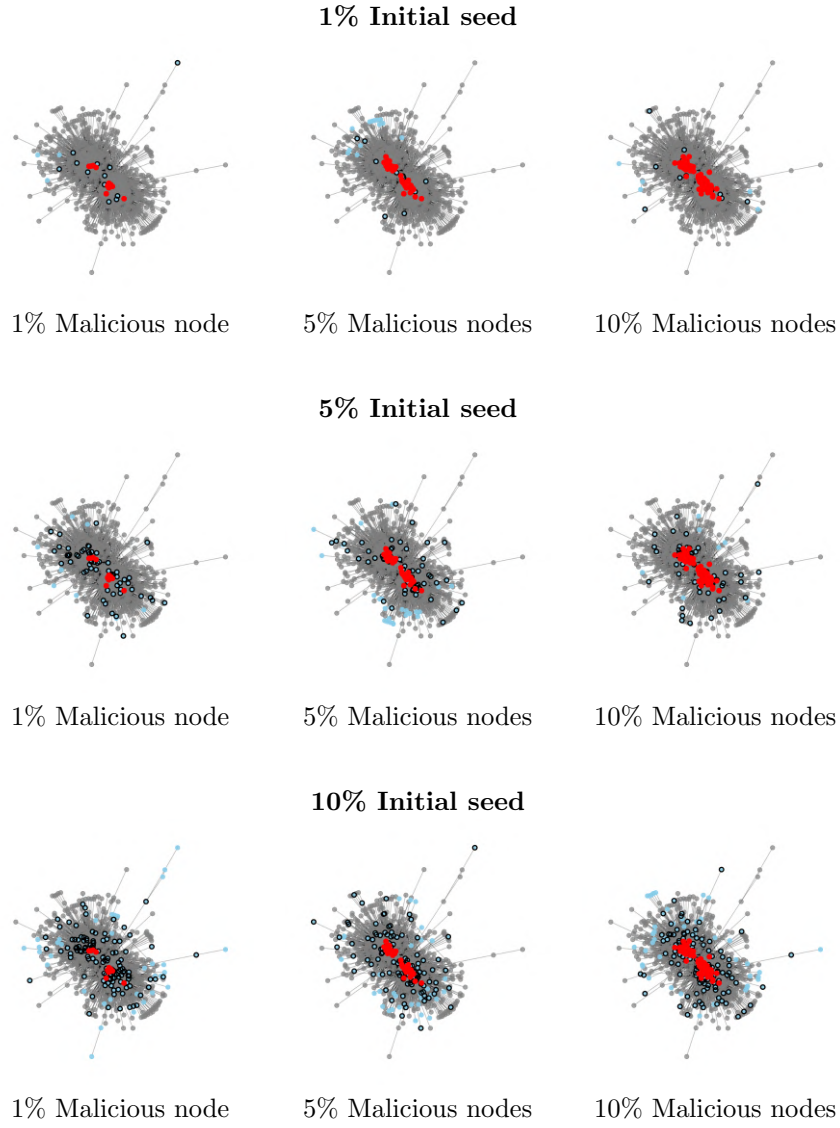 1% Initial seed
1% Malicious node 5% Malicious nodes 10% Malicious nodes
5% Initial seed
1% Malicious node 5% Malicious nodes 10% Malicious nodes
10% Initial seed
1% Malicious node 5% Malicious nodes 10% Malicious nodes